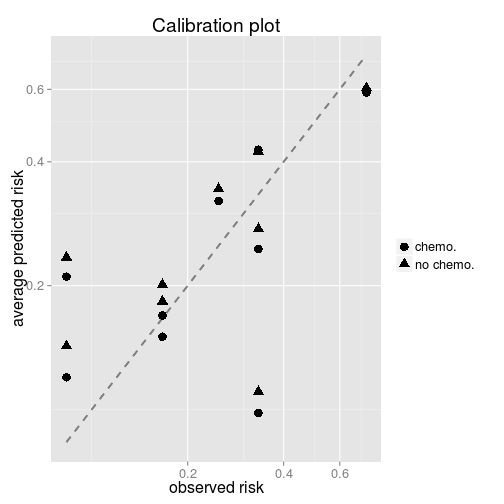 Calibration plot
average predicted risk
0.6
0.4
0.2
0.2 0.4 0.6
observed risk
chemo.
no chemo.